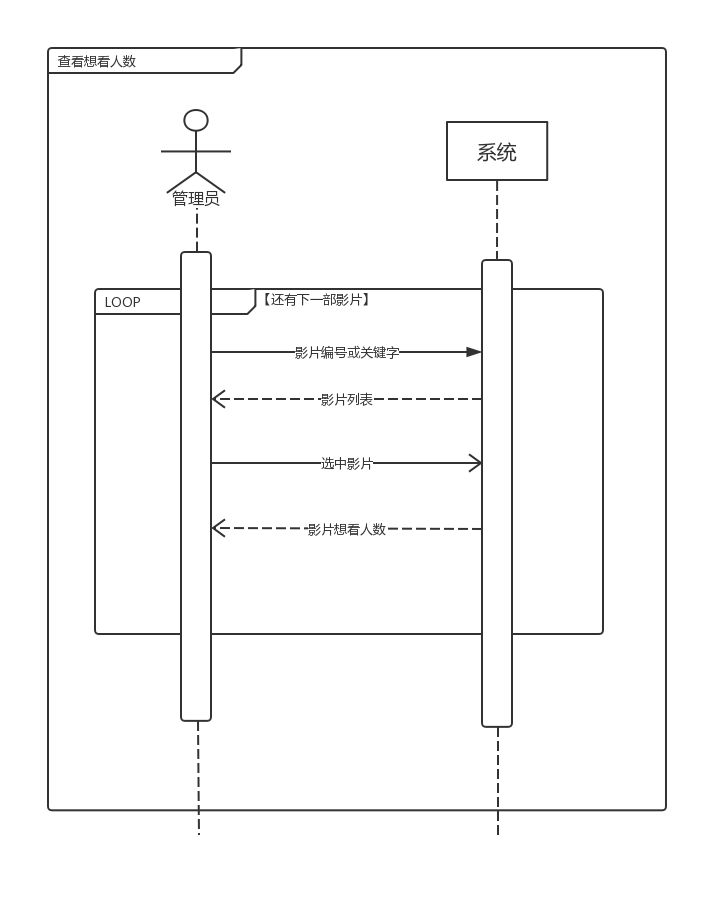 查看想看人数
系统
管理员
LOOP
【还有下一部影片】
影片编号或关键字
影片列表
选中影片
影片想看人数